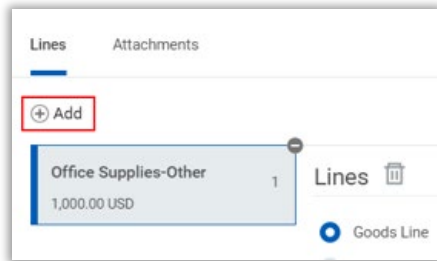 Lines Attachments
Add
Office Supplies-Other 1
1,000.00 USD
Lines
Goods Line